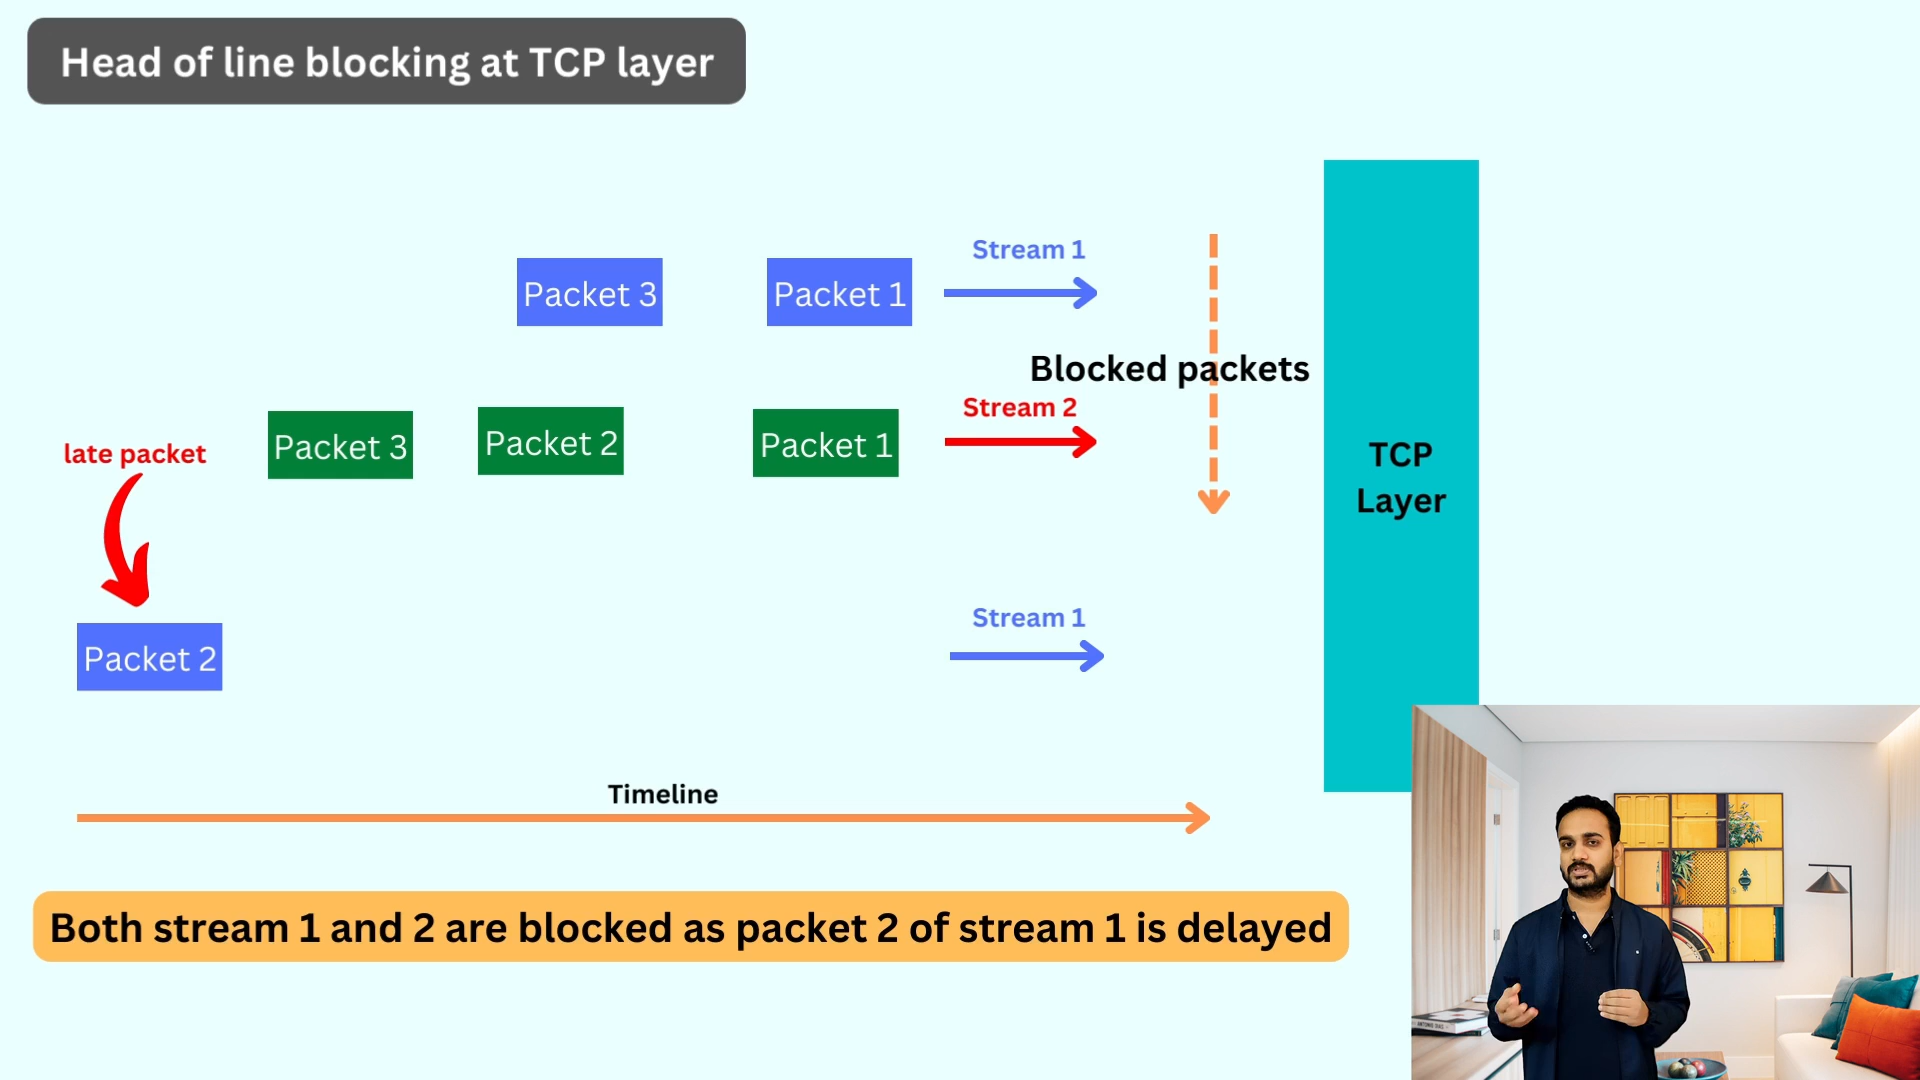 Head of line blocking at TCP layer
Stream 1
Packet 3
Packet 1
Blocked packets
Stream 2
late packet
Packet 3
Packet 2
Packet 1
TCP
Layer
Stream 1
Packet 2
Timeline
Both stream 1 and 2 are blocked as packet 2 of stream 1 is delayed